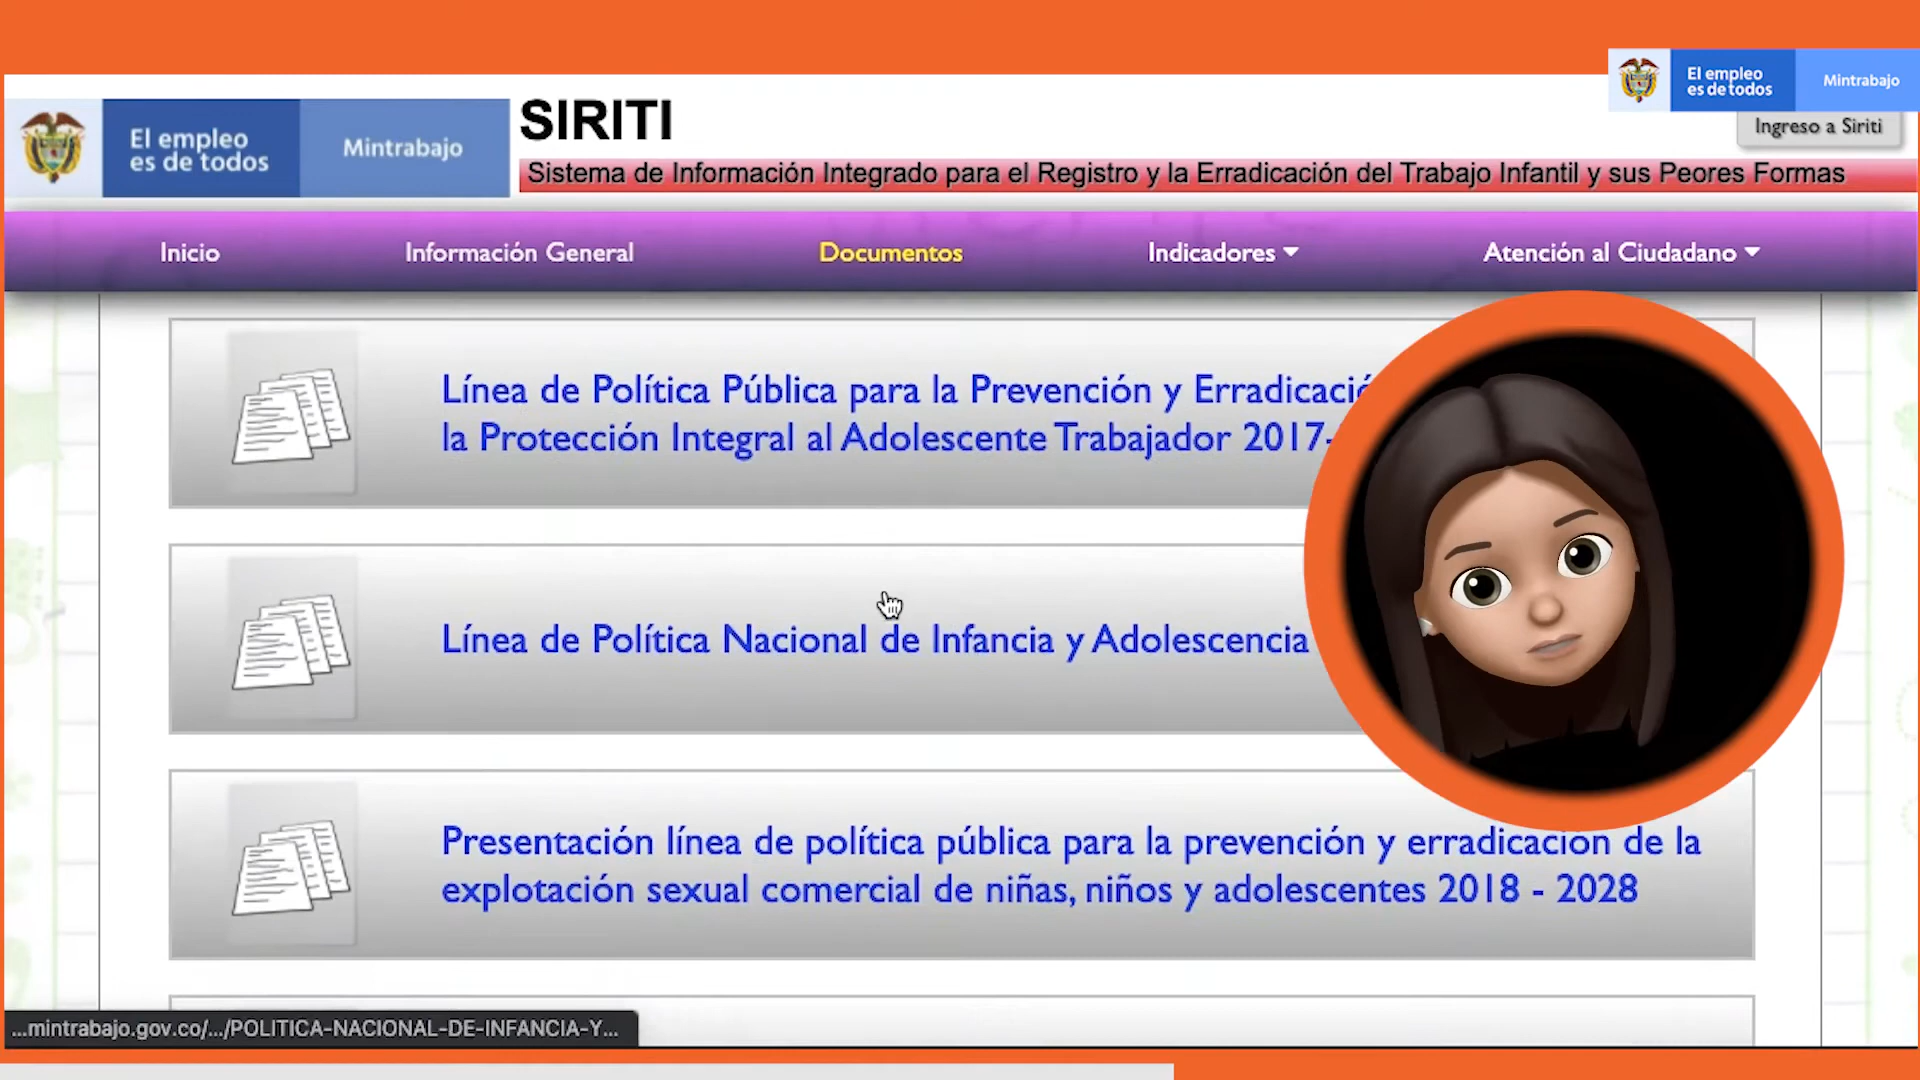 El empleo
es de todos
Mintrabajo
El empleo
es de todos
Mintrabajo
SIRITI
Ingreso a Siriti
Sistema de Información Integrado para el Registro y la Erradicación del Trabajo Infantil y sus Peores Formas
Inicio
Información General
Documentos
Indicadores
Atención al Ciudadano
Línea de Política Pública para la Prevención y
la Protección Integral al Adolescente Trabajador 2017-
Línea de Política Nacional de Infancia y Adolescencia
Presentación línea de política pública para la prevención y erradicación de la
explotación sexual comercial de niñas, niños y adolescentes 2018 - 2028
...mintrabajo.gov.co/.../POLITICA-NACIONAL-DE-INFANCIA-Y...